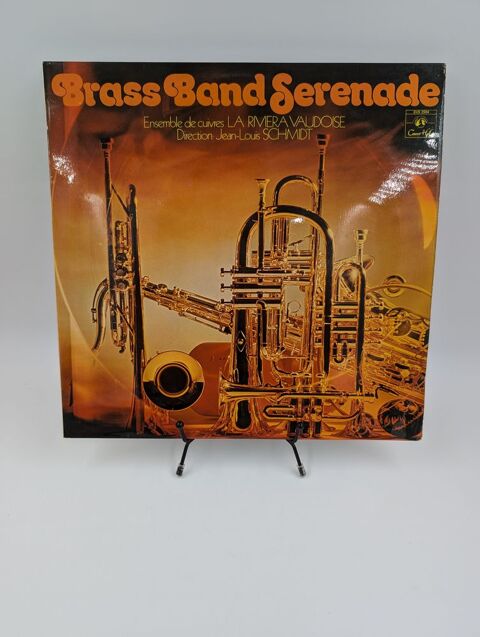 Brass Band Serenade
Ensemble de cuivres LA RIVIERA VAUDOISE
Direction: Jean-Louis SCHMIDT